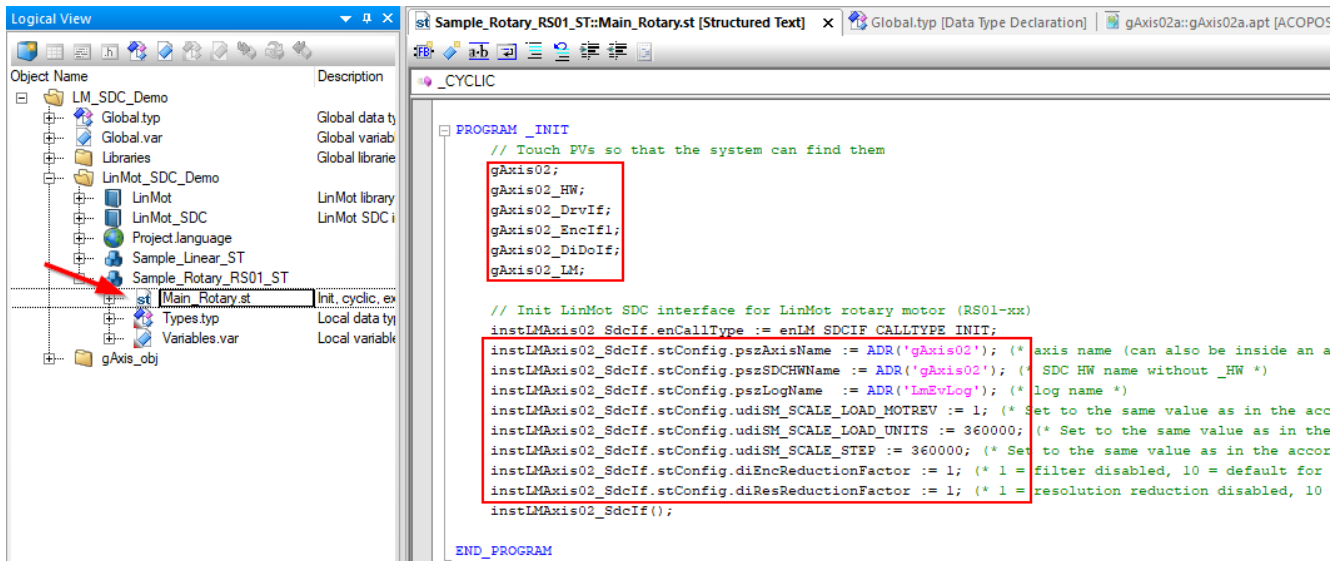 Logical View
Object Name Description
LM_SDC_Demo
Global.typ Global data ty
Global.var Global variab
Libraries Global librarie
LinMot_SDC_Demo
LinMot LinMot library
LinMot_SDC LinMot SDC i
Project.language
Sample_Linear_ST
Sample_Rotary_RS01_ST
st Main_Rotary.st Init, cyclic, ex
Types.typ Local data typ
Variables.var Local variable
gAxis_obj
st Sample_Rotary_RS01_ST::Main_Rotary.st [Structured Text] x Global.typ [Data Type Declaration] gAxis02a::gAxis02a.apt [ACOPOS
_CYCLIC
PROGRAM _INIT
// Touch PVs so that the system can find them
gAxis02;
gAxis02_HW;
gAxis02_DrvIf;
gAxis02_EncIf1;
gAxis02_DiDoIf;
gAxis02_LM;
// Init LinMot SDC interface for LinMot rotary motor (RS01-xx)
instLMAxis02_SdcIf.enCallType := enLM_SDCIF_CALLTYPE_INIT;
instLMAxis02_SdcIf.stConfig.pszAxisName := ADR('gAxis02'); (* axis name (can also be inside an a
instLMAxis02_SdcIf.stConfig.pszSDCHWName := ADR('gAxis02'); (* SDC HW name without _HW *)
instLMAxis02_SdcIf.stConfig.pszLogName := ADR('LmEvLog'); (* log name *)
instLMAxis02_SdcIf.stConfig.udiSM_SCALE_LOAD_MOTREV := 1; (* Set to the same value as in the acc
instLMAxis02_SdcIf.stConfig.udiSM_SCALE_LOAD_UNITS := 360000; (* Set to the same value as in the
instLMAxis02_SdcIf.stConfig.udiSM_SCALE_STEP := 360000; (* Set to the same value as in the accor
instLMAxis02_SdcIf.stConfig.diEncReductionFactor := 1; (* 1 = filter disabled, 10 = default for
instLMAxis02_SdcIf.stConfig.diResReductionFactor := 1; (* 1 = resolution reduction disabled, 10
instLMAxis02_SdcIf();
END_PROGRAM